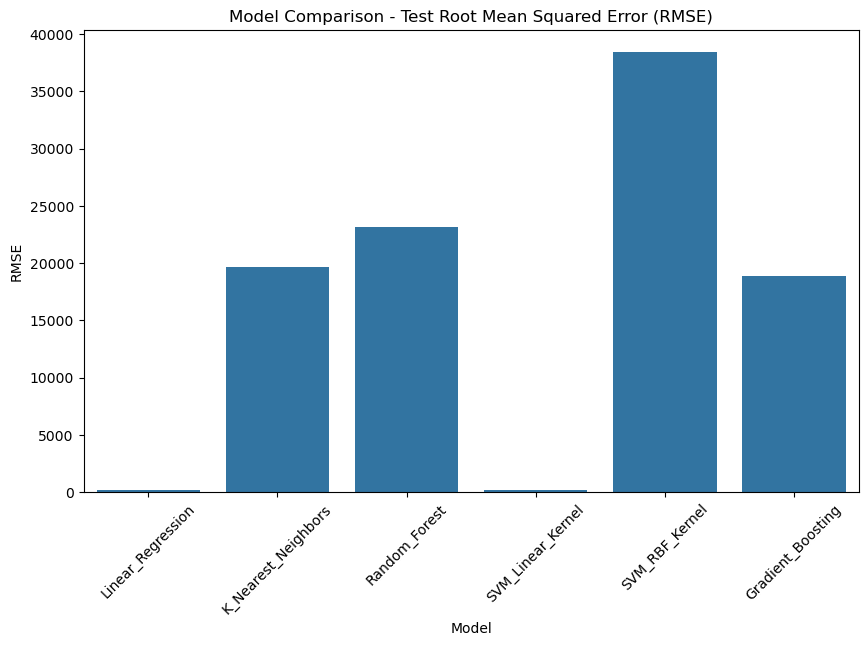 Model Comparison - Test Root Mean Squared Error (RMSE)
40000
35000
30000
25000
20000
15000
10000
5000
0
RMSE
Linear_Regression
K_Nearest_Neighbors
Random_Forest
SVM_Linear_Kernel
SVM_RBF_Kernel
Gradient_Boosting
Model